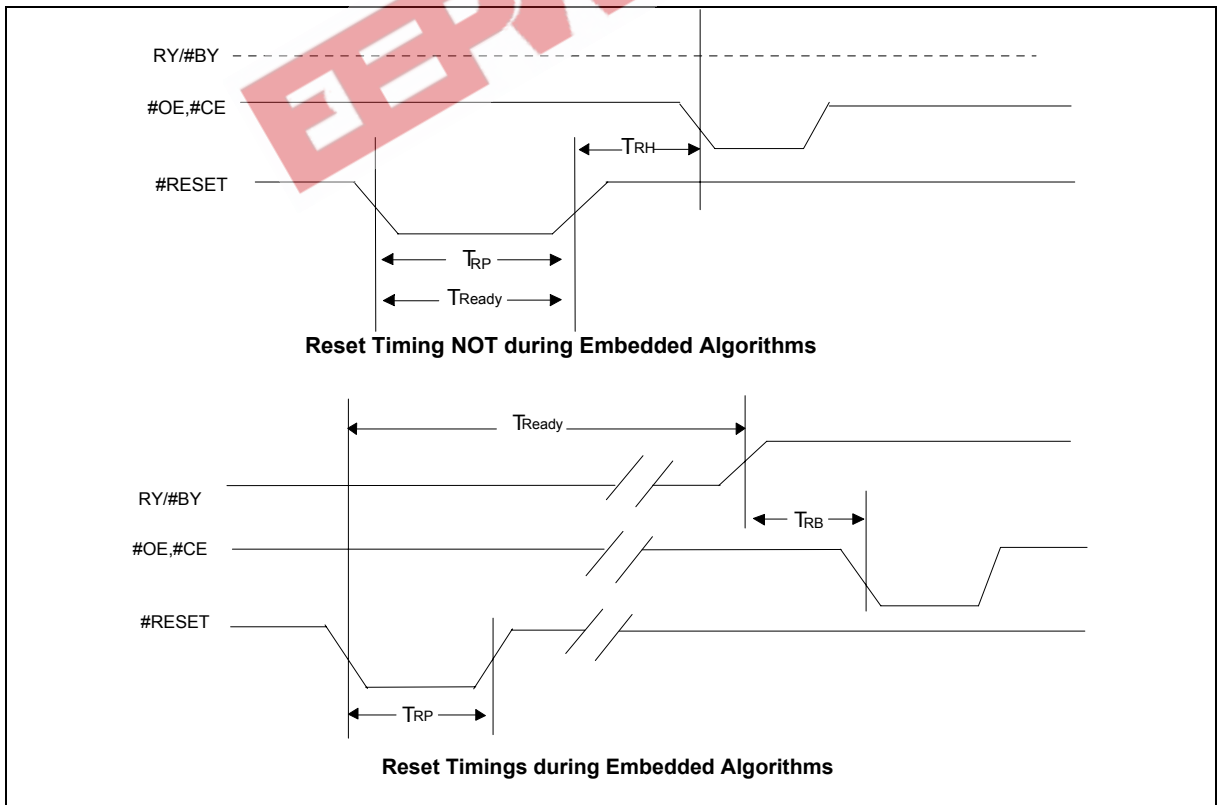 RY/#BY
#OE,#CE
TRH
#RESET
TRP
TReady
Reset Timing NOT during Embedded Algorithms
TReady
RY/#BY
TRB
#OE,#CE
#RESET
TRP
Reset Timings during Embedded Algorithms